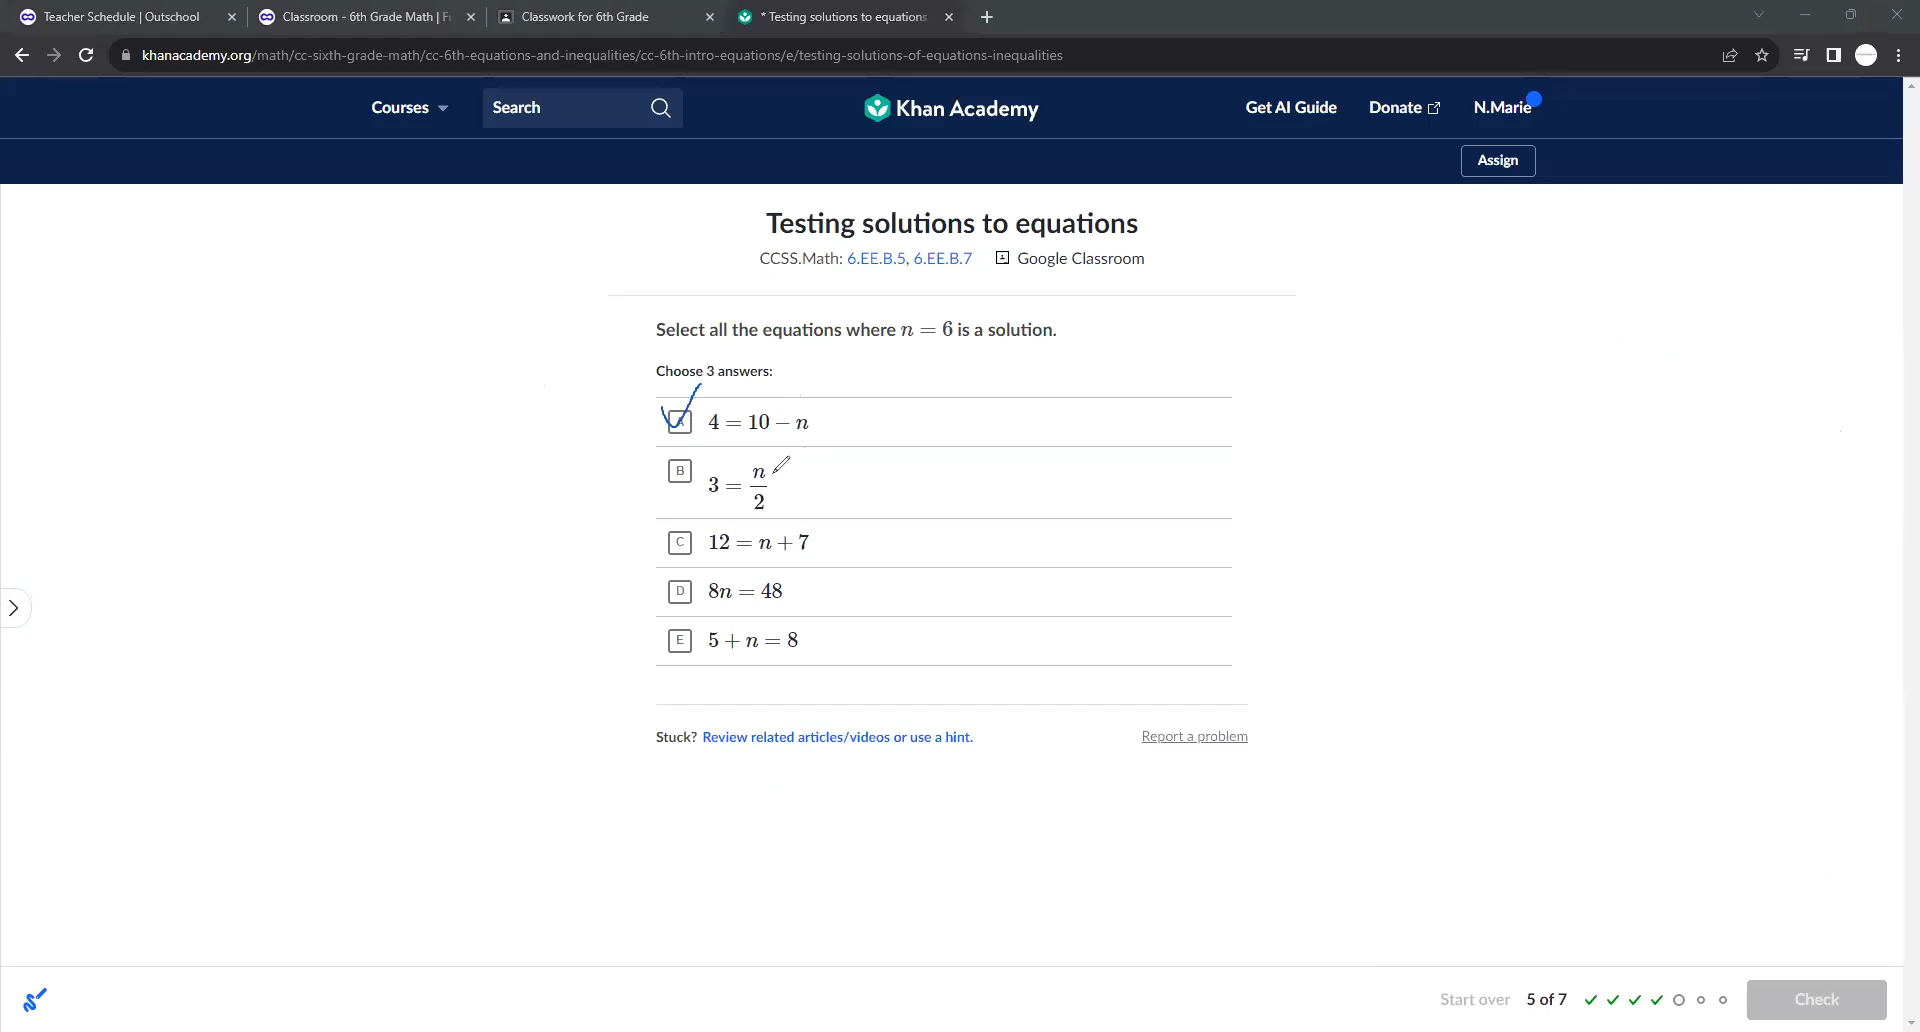 Teacher Schedule | Outschool
Classroom - 6th Grade Math | Fu
Classwork for 6th Grade
* Testing solutions to equations
khanacademy.org/math/cc-sixth-grade-math/cc-6th-equations-and-inequalities/cc-6th-intro-equations/e/testing-solutions-of-equations-inequalities
Courses
Search
Khan Academy
Get AI Guide
Donate
N.Marie
Assign
Testing solutions to equations
CCSS.Math: 6.EE.B.5, 6.EE.B.7
Google Classroom
Select all the equations where n = 6 is a solution.
Choose 3 answers:
A 4 = 10 − n
B 3 = n/2
C 12 = n + 7
D 8n = 48
E 5 + n = 8
Stuck? Review related articles/videos or use a hint.
Report a problem
Start over 5 of 7
Check